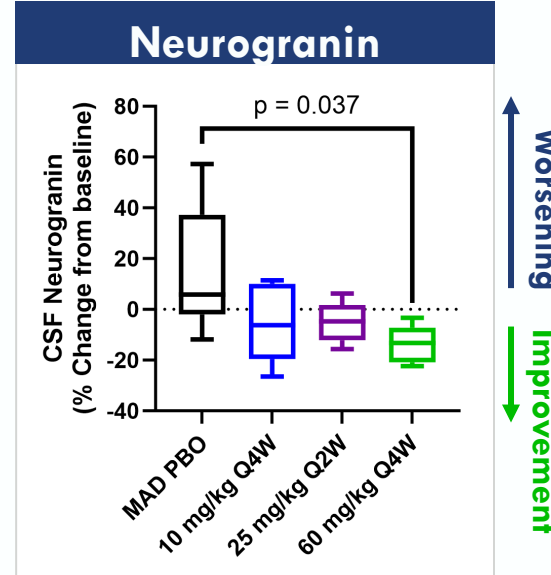 Neurogranin
p = 0.037
CSF Neurogranin
(% Change from baseline)
80
60
40
20
0
-20
-40
MAD PBO
10 mg/kg Q4W
25 mg/kg Q2W
60 mg/kg Q4W
Worsening
Improvement